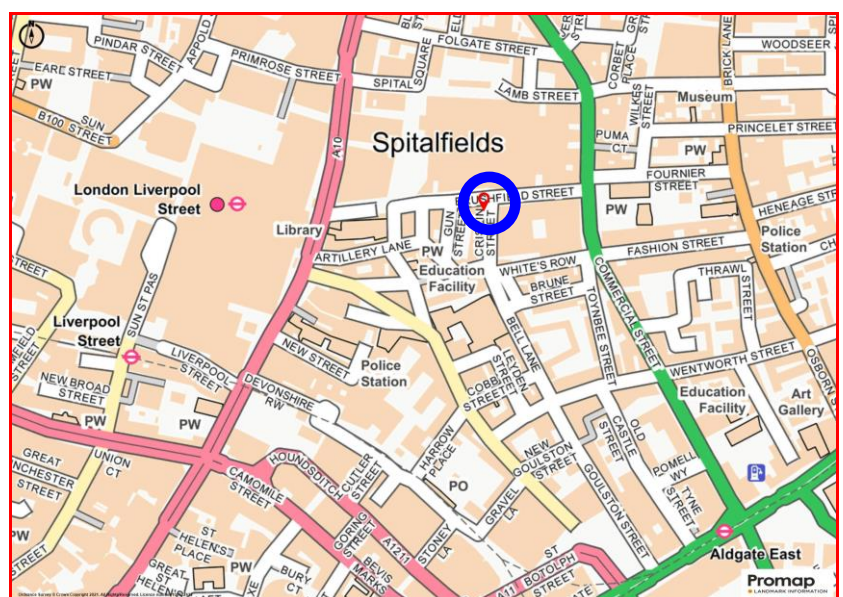 FOLGATE STREET
WOODSEER
PINDAR STREET
APPOLD
PRIMROSE STREET
SPITAL
SQUARE
CORBET
PLACE
BRICK LANE
EARL STREET
PW
LAMB STREET
WILKES
STREET
Museum
SUN
STREET
B100
A10
Spitalfields
PUMA
CT
PW
PRINCELET STREET
FOURNIER
STREET
London Liverpool
Street
STREET
GUN
STREET
STREET
PW
HENEAGE STREET
Library
ARTILLERY LANE
PW
Education
Facility
FASHION STREET
Police
Station
WHITE'S ROW
BRUNE
STREET
COMMERCIAL STREET
THRAWL
STREET
SUN ST PAS
STREET
Liverpool
Street
LIVERPOOL
STREET
NEW STREET
Police
Station
BELL LANE
TOYNBEE STREET
LEYDEN
STREET
WENTWORTH STREET
OSBORN
NEW BROAD
STREET
DEVONSHIRE
RW
COBB
STREET
Education
Facility
Art
Gallery
PW
PW
OLD
CASTLE
STREET
NEW
GOULSTON
STREET
GOULSTON STREET
HARROW
PLACE
CUTLER
STREET
HOUNDSDITCH
GREAT
STREET
UNION
CT
CAMOMILE
STREET
POMELL
WY
TYNE
STREET
PO
GRAVEL
LA
STONEY
LA
GORING
STREET
A1211
BEVIS
MARKS
PW
ST
HELEN'S
PLACE
GREAT
ST
HELEN'S
PW
BURY
CT
STREET
A11
ST
BOTOLPH
STREET
Aldgate East
Promap
LANDMARK INFORMATION